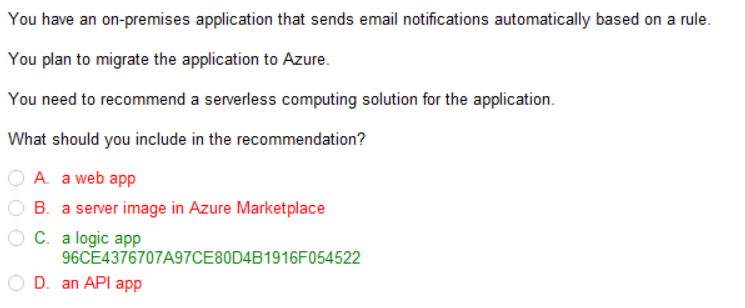 You have an on-premises application that sends email notifications automatically based on a rule.
You plan to migrate the application to Azure.
You need to recommend a serverless computing solution for the application.
What should you include in the recommendation?
A. a web app
B. a server image in Azure Marketplace
C. a logic app
96CE4376707A97CE80D4B1916F054522
D. an API app